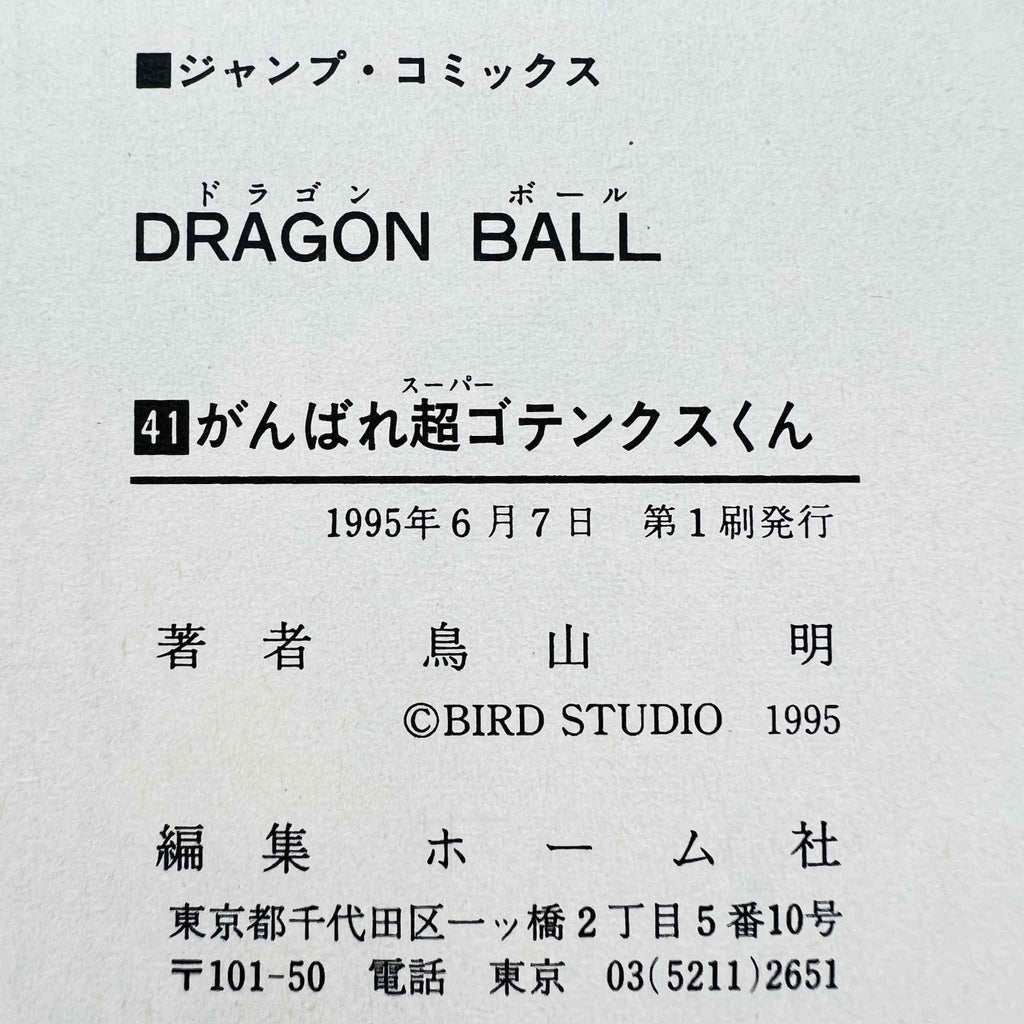 ■ジャンプ・コミックス
ドラゴン ボール
DRAGON BALL
スーパー
41がんばれ超ゴテンクスくん
1995年6月7日 第1刷発行
著者 鳥山 明
©BIRD STUDIO 1995
編集 ホーム社
東京都千代田区一ッ橋2丁目5番10号
〒101-50 電話 東京 03(5211)2651